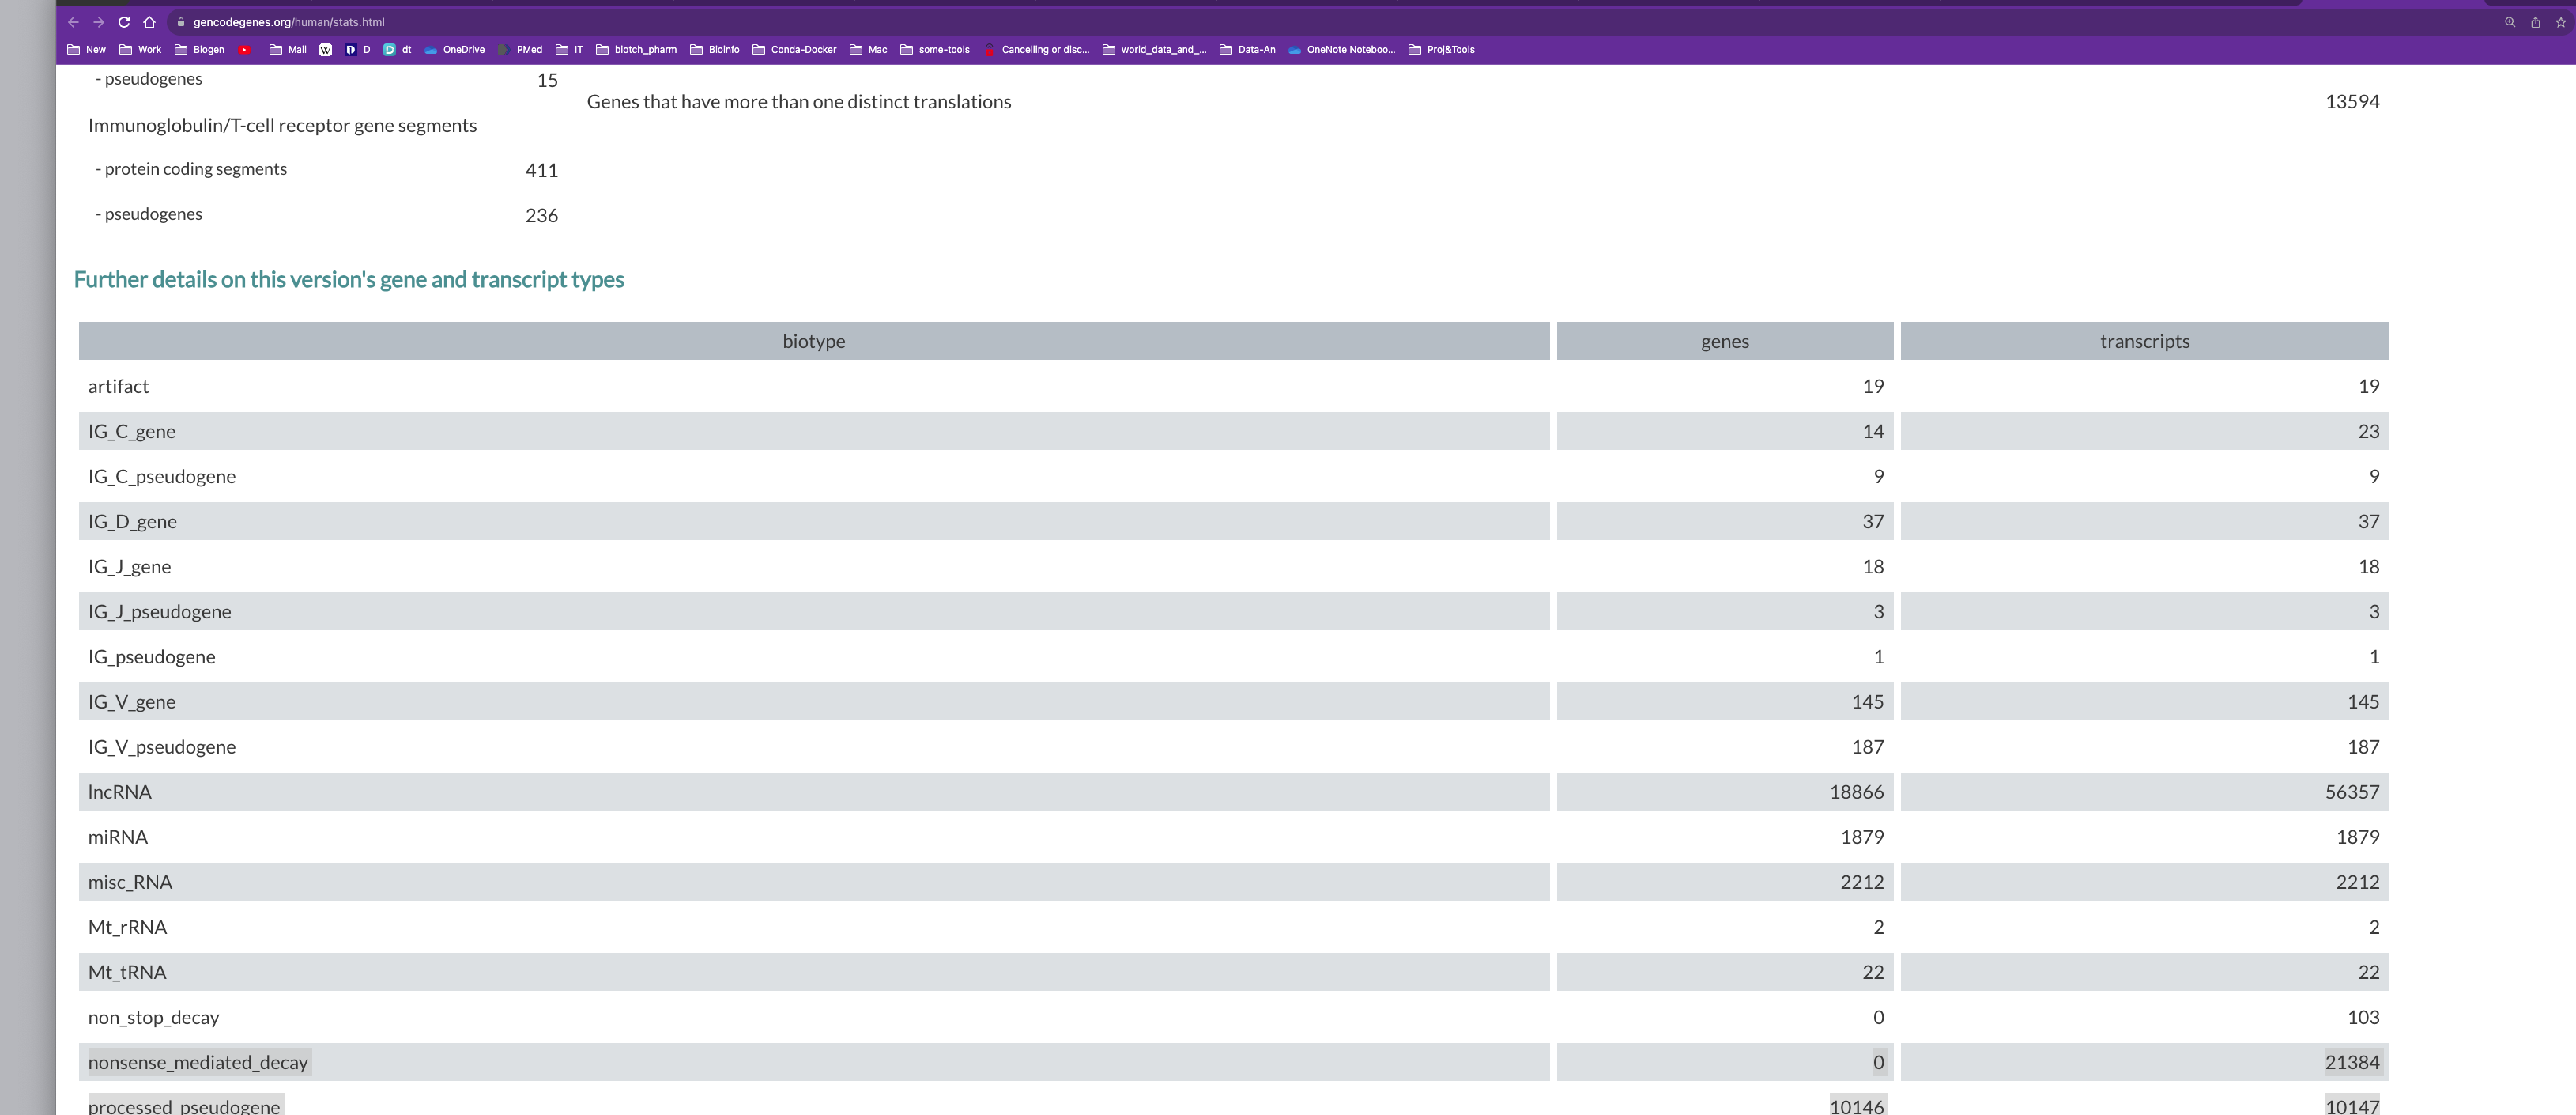 gencodegenes.org/human/stats.html
New Work Biogen Mail W D dt OneDrive PMed IT biotch_pharm Bioinfo Conda-Docker Mac some-tools Cancelling or disc... world_data_and_... Data-An OneNote Noteboo... Proj&Tools
- pseudogenes 15
Genes that have more than one distinct translations 13594
Immunoglobulin/T-cell receptor gene segments
- protein coding segments 411
- pseudogenes 236
Further details on this version's gene and transcript types
biotype genes transcripts
artifact 19 19
IG_C_gene 14 23
IG_C_pseudogene 9 9
IG_D_gene 37 37
IG_J_gene 18 18
IG_J_pseudogene 3 3
IG_pseudogene 1 1
IG_V_gene 145 145
IG_V_pseudogene 187 187
lncRNA 18866 56357
miRNA 1879 1879
misc_RNA 2212 2212
Mt_rRNA 2 2
Mt_tRNA 22 22
non_stop_decay 0 103
nonsense_mediated_decay 0 21384
processed_pseudogene 10146 10147